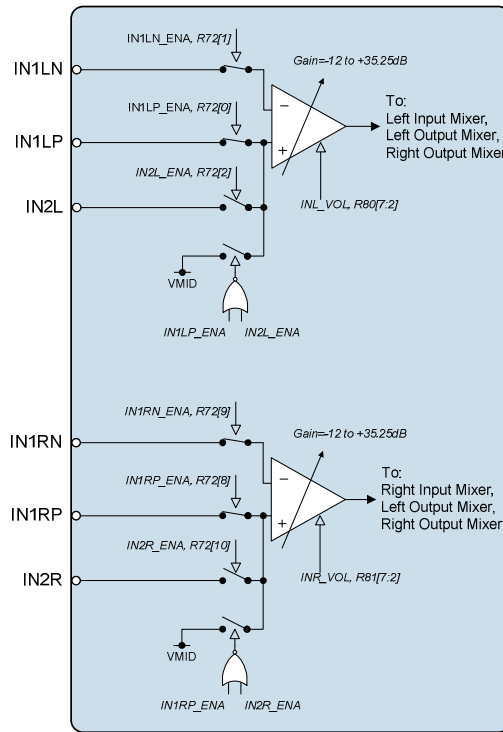 IN1LN_ENA, R72[1]
Gain=-12 to +35.25dB
IN1LN
IN1LP_ENA, R72[0]
To:
Left Input Mixer,
Left Output Mixer,
Right Output Mixer
IN1LP
IN2L_ENA, R72[2]
IN2L
INL_VOL, R80[7:2]
VMID
IN1LP_ENA
IN2L_ENA
IN1RN_ENA, R72[9]
Gain=-12 to +35.25dB
IN1RN
IN1RP_ENA, R72[8]
To:
Right Input Mixer,
Left Output Mixer,
Right Output Mixer
IN1RP
IN2R_ENA, R72[10]
IN2R
INR_VOL, R81[7:2]
VMID
IN1RP_ENA
IN2R_ENA